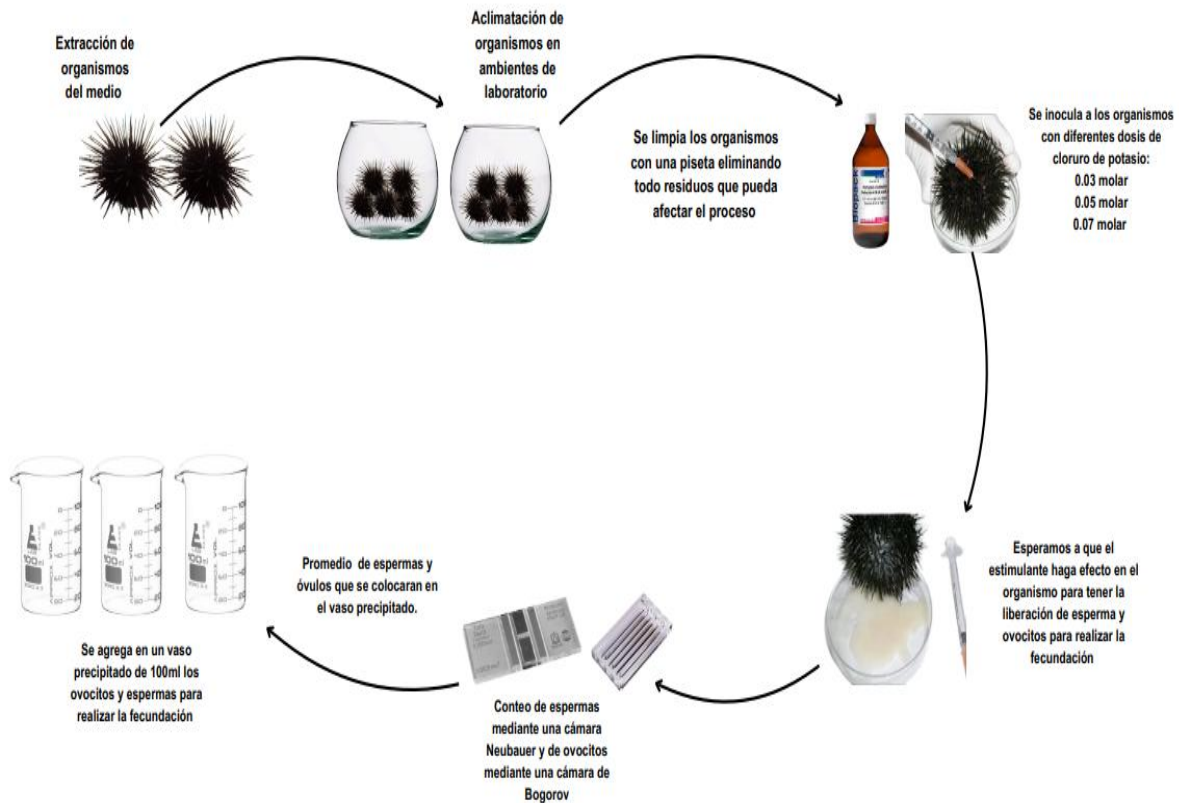 Extracción de
organismos
del medio
Aclimatación de
organismos en
ambientes de
laboratorio
Se limpia los organismos
con una piseta eliminando
todo residuos que pueda
afectar el proceso
Biopack
Se inocula a los organismos
con diferentes dosis de
cloruro de potasio:
0.03 molar
0.05 molar
0.07 molar
Esperamos a que el
estimulante haga efecto en el
organismo para tener la
liberación de esperma y
ovocitos para realizar la
fecundación
Conteo de espermas
mediante una cámara
Neubauer y de ovocitos
mediante una cámara de
Bogorov
Promedio de espermas y
óvulos que se colocaran en
el vaso precipitado.
100ml
100ml
100ml
Se agrega en un vaso
precipitado de 100ml los
ovocitos y espermas para
realizar la fecundación